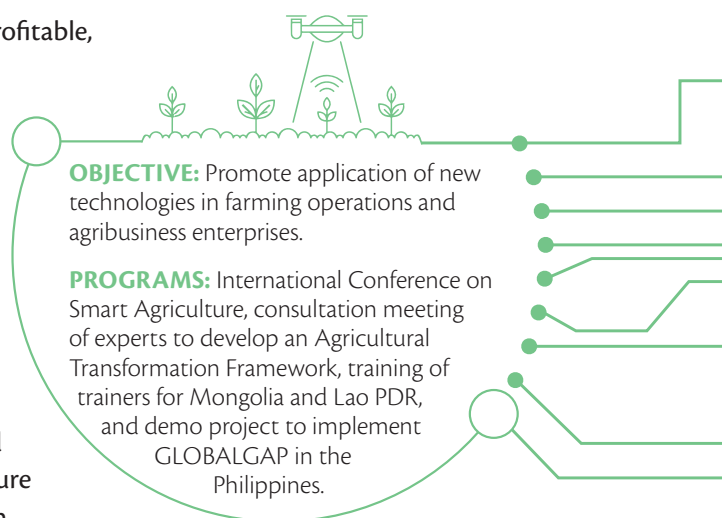 rofitable,
OBJECTIVE: Promote application of new
technologies in farming operations and
agribusiness enterprises.
PROGRAMS: International Conference on
Smart Agriculture, consultation meeting
of experts to develop an Agricultural
Transformation Framework, training of
trainers for Mongolia and Lao PDR,
and demo project to implement
GLOBALGAP in the
Philippines.
ure